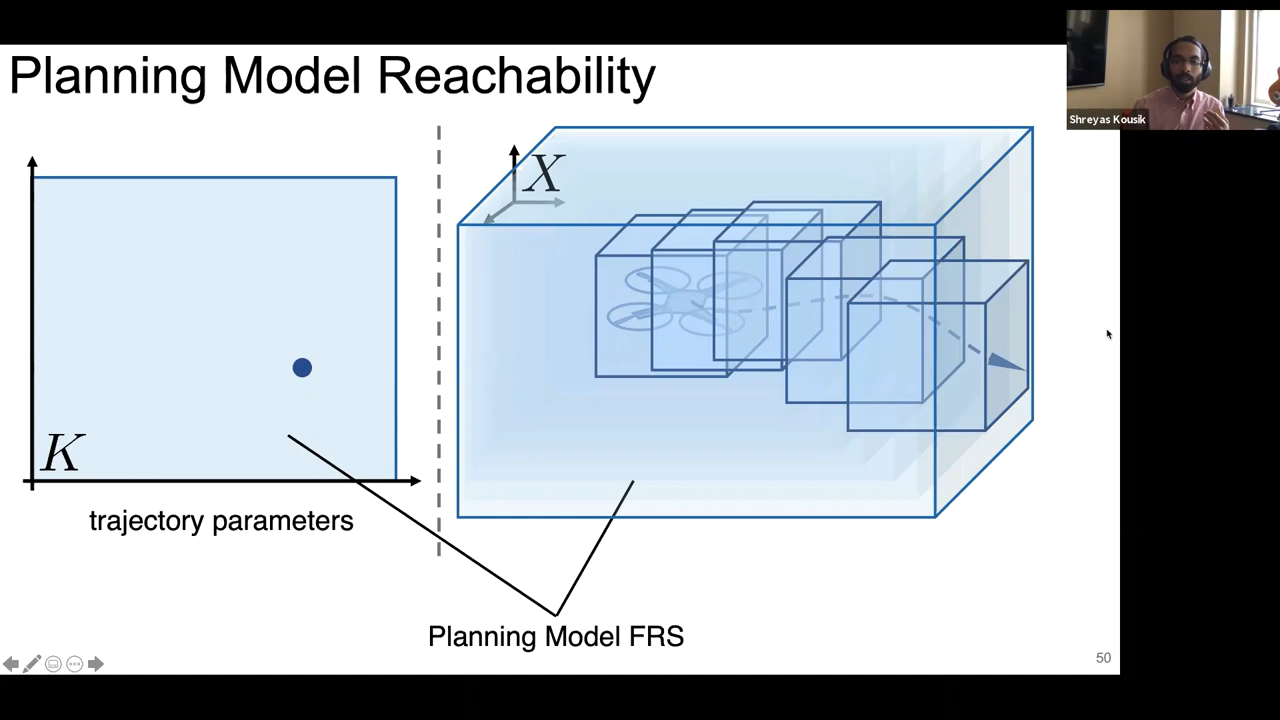 Planning Model Reachability
Shreyas Kousik
X
K
trajectory parameters
Planning Model FRS
50